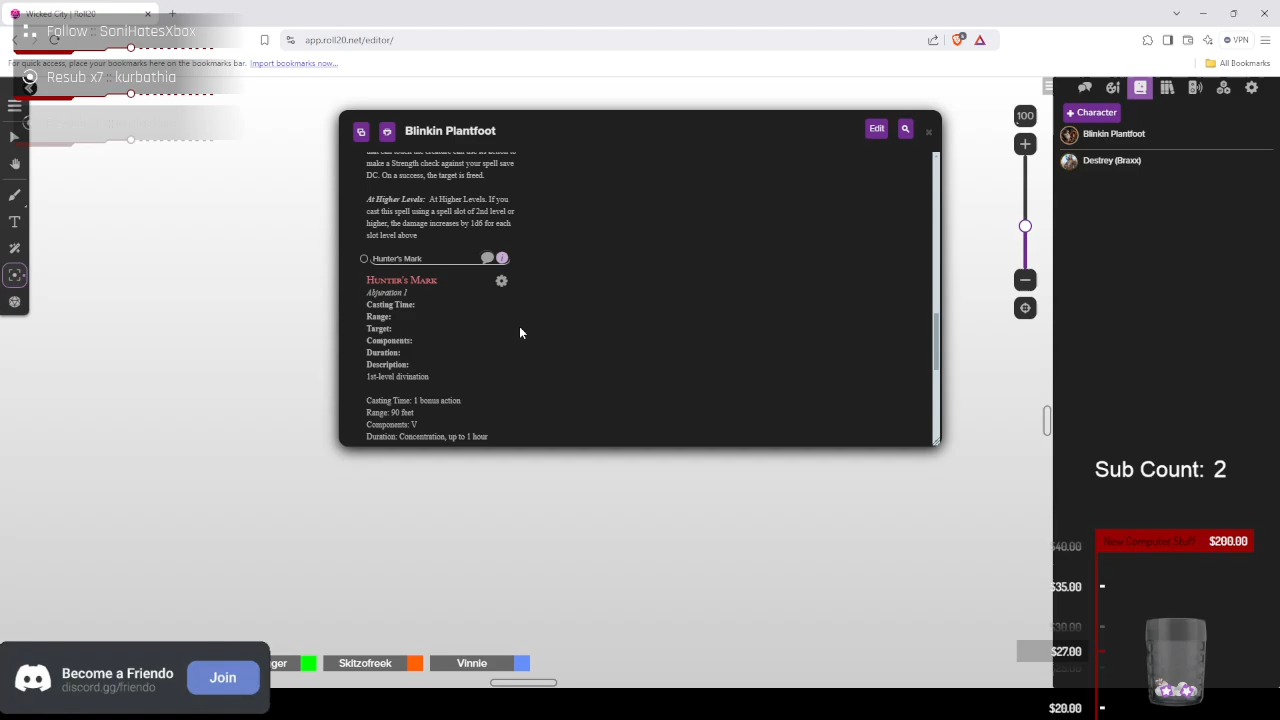 Wicked City | Roll20
Follow :: SaniHatesXbox
app.roll20.net/editor/
VPN
For quick access, place your bookmarks here on the bookmarks bar. Import bookmarks now...
All Bookmarks
Resub x7 :: kurbathia
Blinkin Plantfoot
Edit
100
+ Character
Blinkin Plantfoot
Destrey (Braxx)
make a Strength check against your spell save
DC. On a success, the target is freed.
At Higher Levels: At Higher Levels. If you
cast this spell using a spell slot of 2nd level or
higher, the damage increases by 1d6 for each
slot level above
Hunter's Mark
Hunter's Mark
Abjuration 1
Casting Time:
Range:
Target:
Components:
Duration:
Description:
1st-level divination
Casting Time: 1 bonus action
Range: 90 feet
Components: V
Duration: Concentration, up to 1 hour
Sub Count: 2
New Computer Stuff $200.00
$40.00
$35.00
$30.00
$27.00
$20.00
Skitzofreek
Vinnie
Become a Friendo
discord.gg/friendo
Join